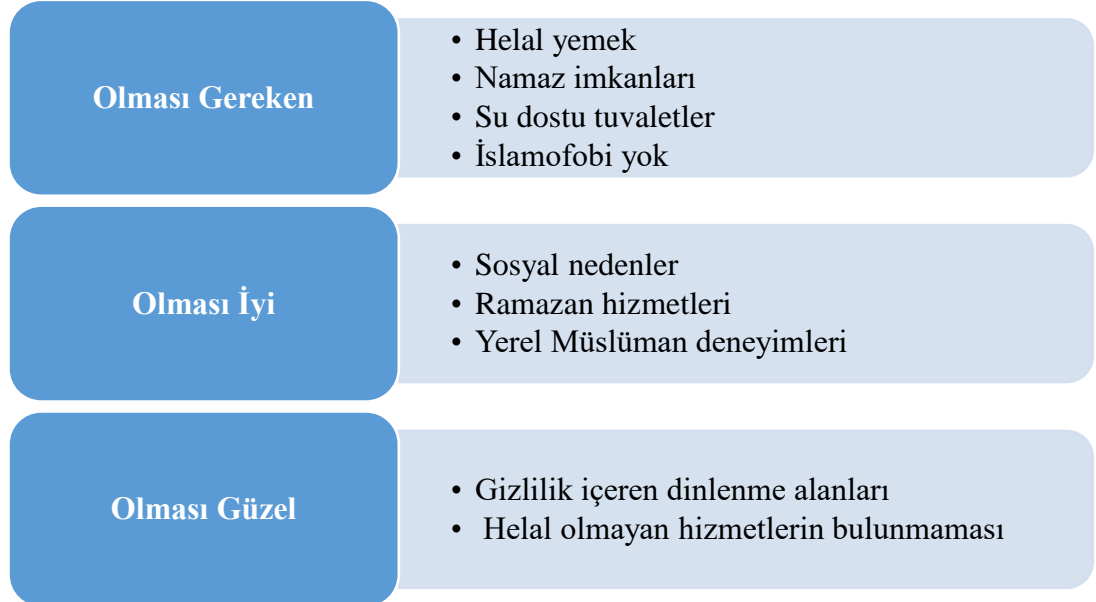 Olması Gereken
• Helal yemek
• Namaz imkanları
• Su dostu tuvaletler
• İslamofobi yok
Olması İyi
• Sosyal nedenler
• Ramazan hizmetleri
• Yerel Müslüman deneyimleri
Olması Güzel
• Gizlilik içeren dinlenme alanları
• Helal olmayan hizmetlerin bulunmaması